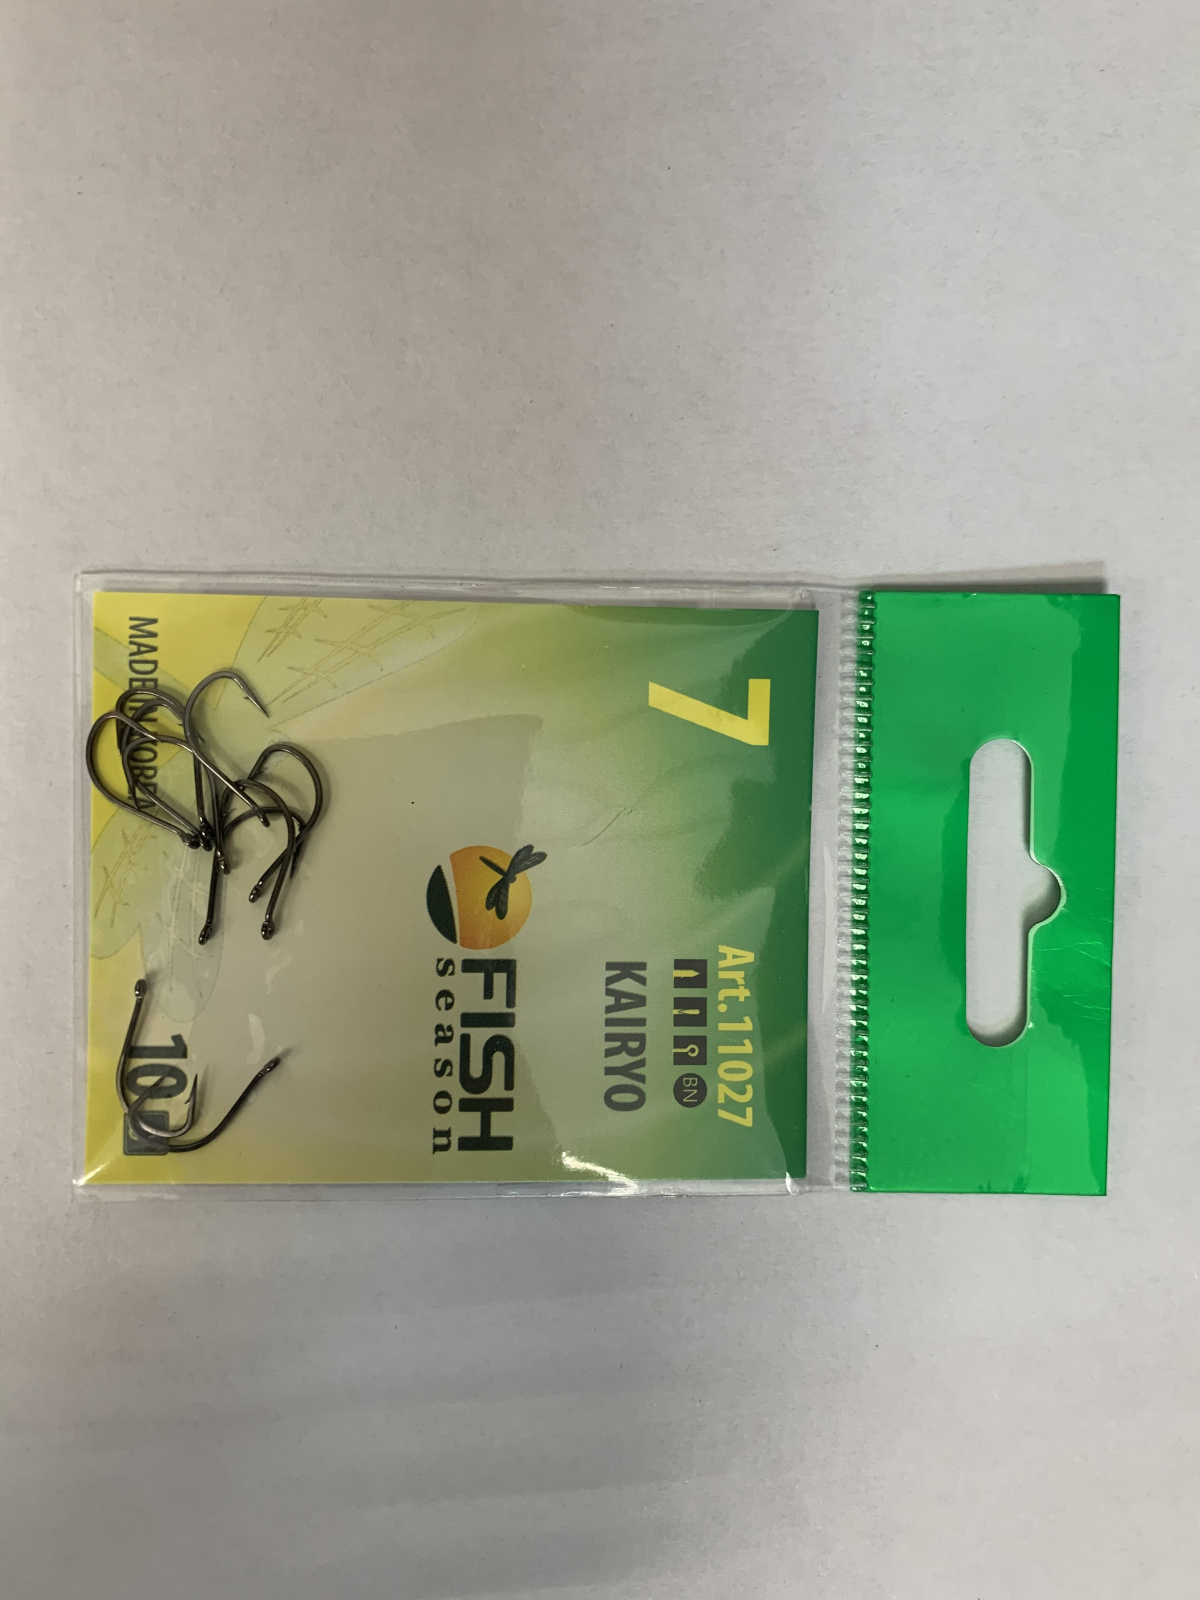 7
Art.11027
BN
KAIRYO
FISH
season
MADE IN KOREA
10